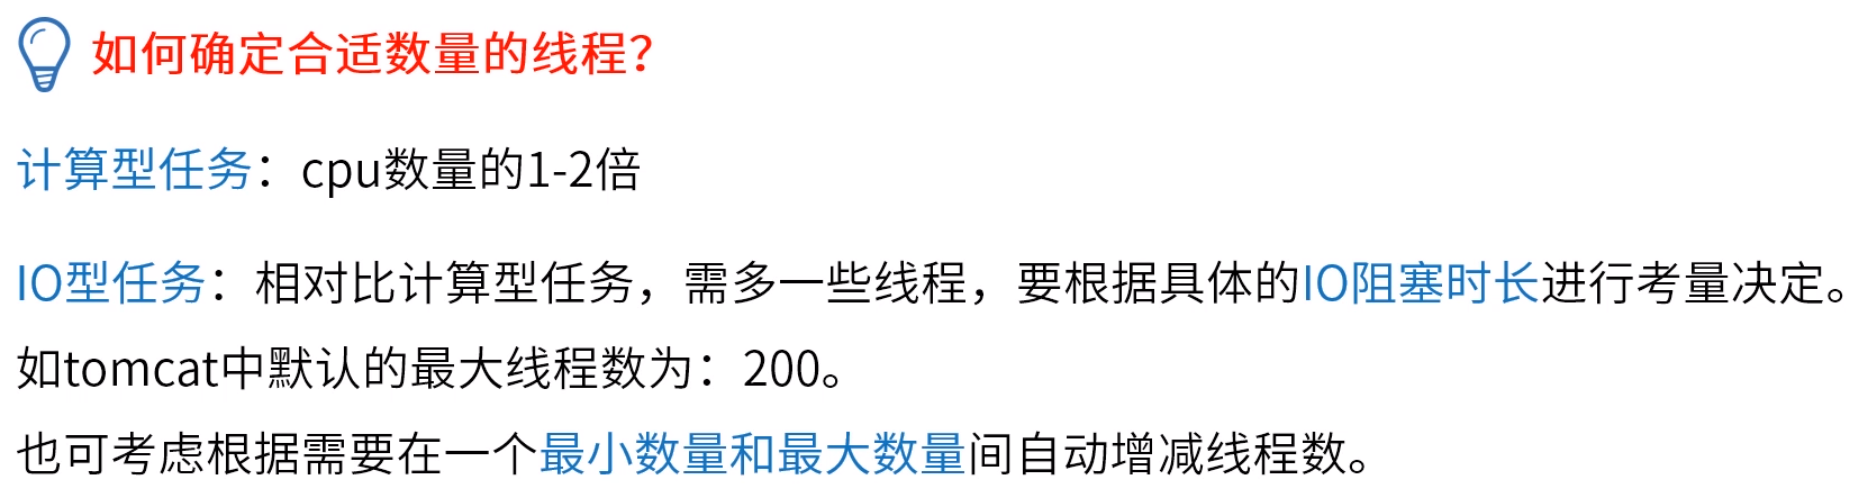 如何确定合适数量的线程？
计算型任务：cpu数量的1-2倍
IO型任务：相对比计算型任务，需多一些线程，要根据具体的IO阻塞时长进行考量决定。
如tomcat中默认的最大线程数为：200。
也可考虑根据需要在一个最小数量和最大数量间自动增减线程数。